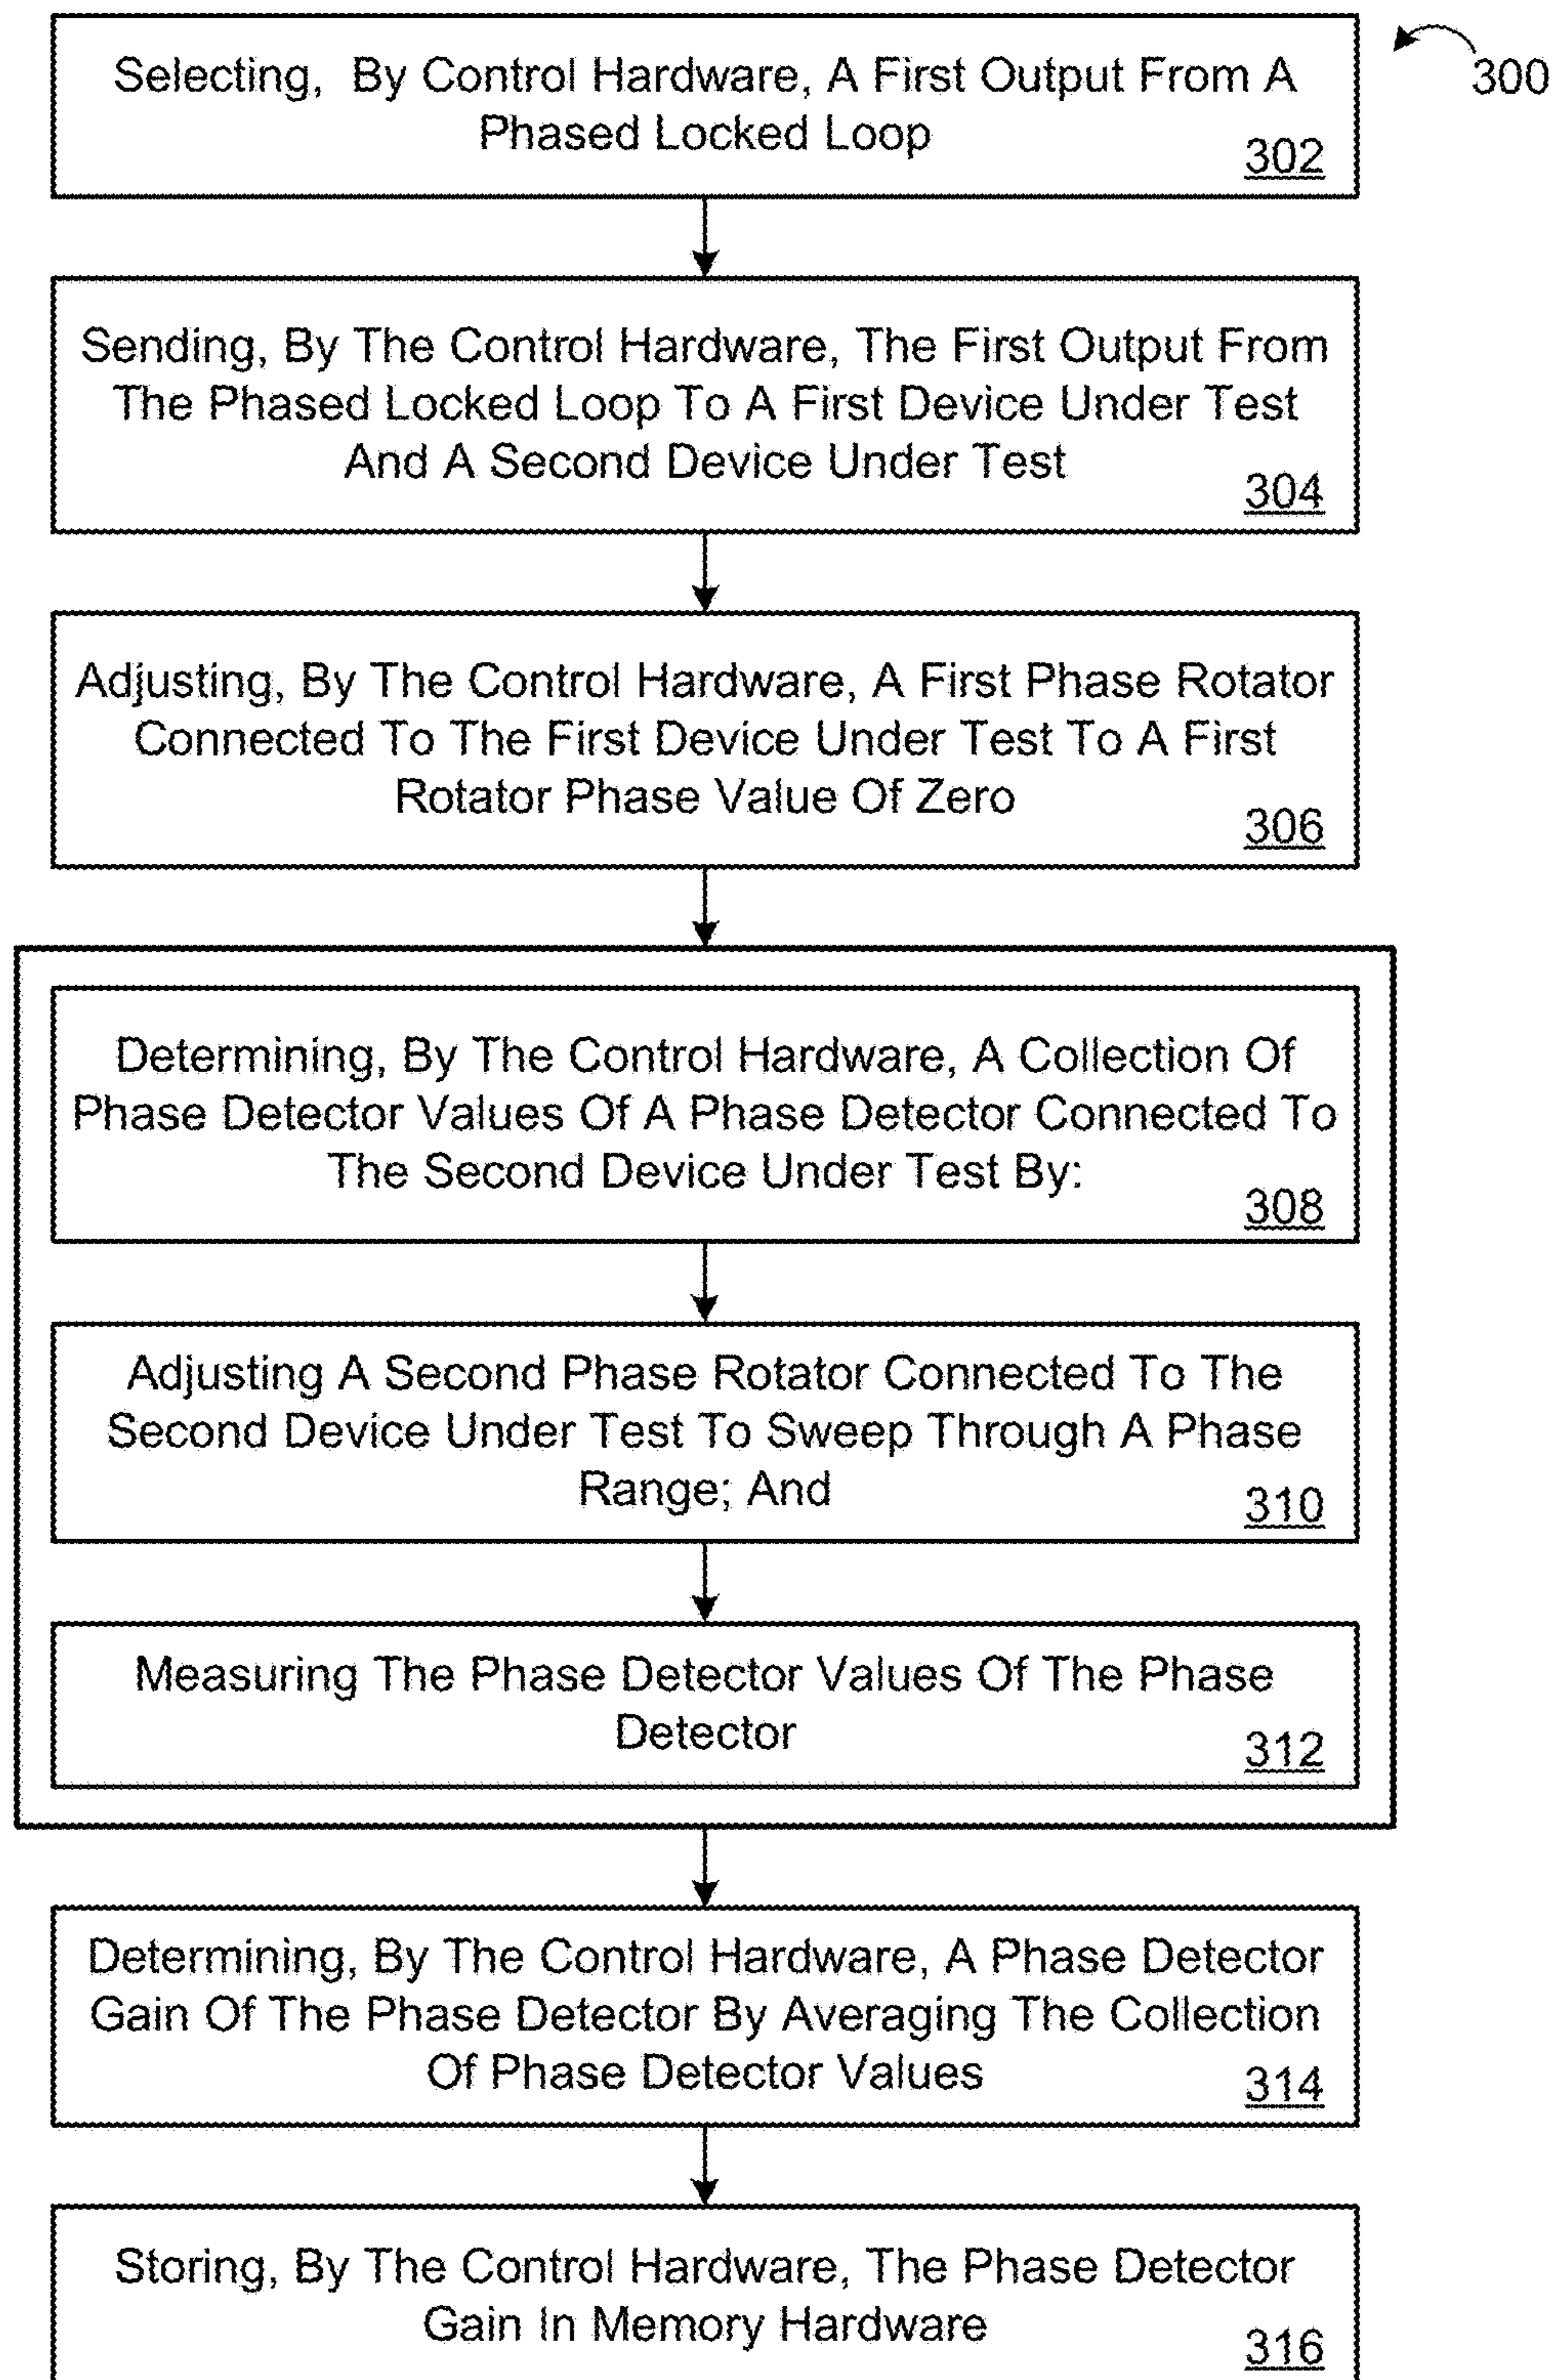 300
Selecting, By Control Hardware, A First Output From A
Phased Locked Loop
302
Sending, By The Control Hardware, The First Output From
The Phased Locked Loop To A First Device Under Test
And A Second Device Under Test
304
Adjusting, By The Control Hardware, A First Phase Rotator
Connected To The First Device Under Test To A First
Rotator Phase Value Of Zero
306
Determining, By The Control Hardware, A Collection Of
Phase Detector Values Of A Phase Detector Connected To
The Second Device Under Test By:
308
Adjusting A Second Phase Rotator Connected To The
Second Device Under Test To Sweep Through A Phase
Range; And
310
Measuring The Phase Detector Values Of The Phase
Detector
312
Determining, By The Control Hardware, A Phase Detector
Gain Of The Phase Detector By Averaging The Collection
Of Phase Detector Values
314
Storing, By The Control Hardware, The Phase Detector
Gain In Memory Hardware
316